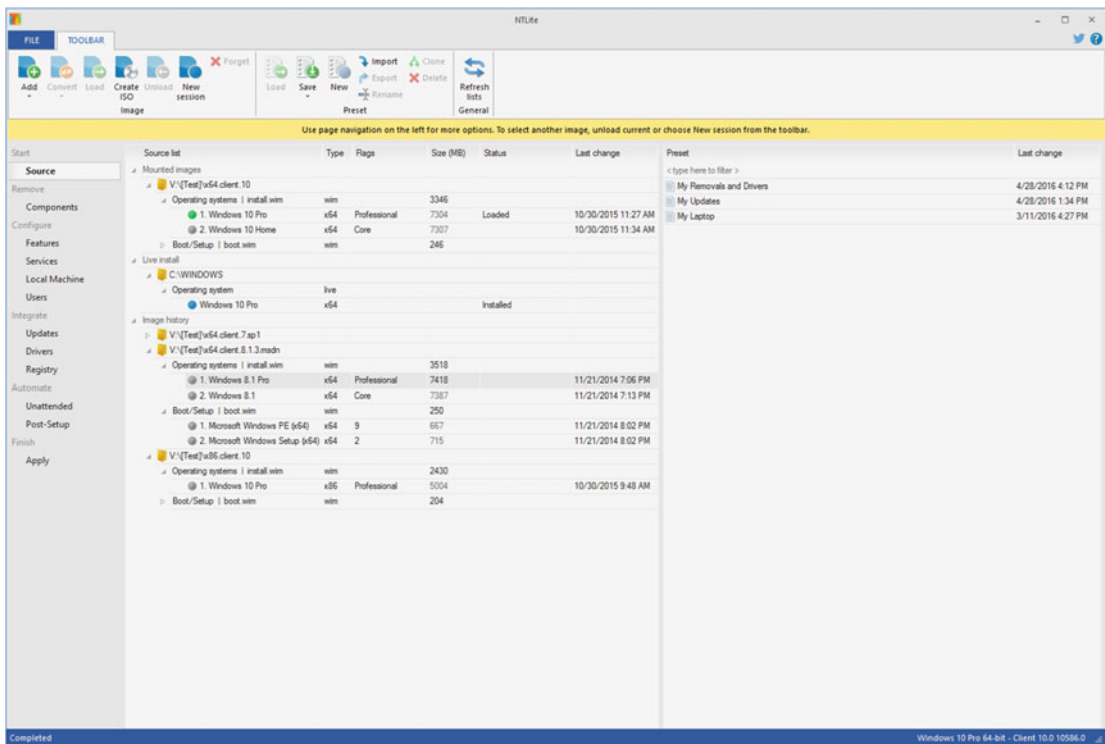 NTLite
FILE TOOLBAR
Add Convert Load Create ISO Unload New session Forget Load Save New Import Export Rename Clone Delete Refresh lists
Image Preset General
Use page navigation on the left for more options. To select another image, unload current or choose New session from the toolbar.
Start
Source
Remove
Components
Configure
Features
Services
Local Machine
Users
Integrate
Updates
Drivers
Registry
Automate
Unattended
Post-Setup
Finish
Apply
Source list Type Flags Size (MB) Status Last change
Mounted images
V:\[Test]\x64.client.10
Operating systems | install.wim wim 3346
1. Windows 10 Pro x64 Professional 7304 Loaded 10/30/2015 11:27 AM
2. Windows 10 Home x64 Core 7307 10/30/2015 11:34 AM
Boot/Setup | boot.wim wim 246
Live install
C:\WINDOWS
Operating system live
Windows 10 Pro x64 Installed
Image history
V:\[Test]\x64.client.7.sp1
V:\[Test]\x64.client.8.1.3.msdn
Operating systems | install.wim wim 3518
1. Windows 8.1 Pro x64 Professional 7418 11/21/2014 7:06 PM
2. Windows 8.1 x64 Core 7387 11/21/2014 7:13 PM
Boot/Setup | boot.wim wim 250
1. Microsoft Windows PE (x64) x64 9 667 11/21/2014 8:02 PM
2. Microsoft Windows Setup (x64) x64 2 715 11/21/2014 8:02 PM
V:\[Test]\x86.client.10
Operating systems | install.wim wim 2430
1. Windows 10 Pro x86 Professional 5004 10/30/2015 9:48 AM
Boot/Setup | boot.wim wim 204
Preset Last change
<type here to filter >
My Removals and Drivers 4/28/2016 4:12 PM
My Updates 4/28/2016 1:34 PM
My Laptop 3/11/2016 4:27 PM
Completed
Windows 10 Pro 64-bit - Client 10.0 10586.0